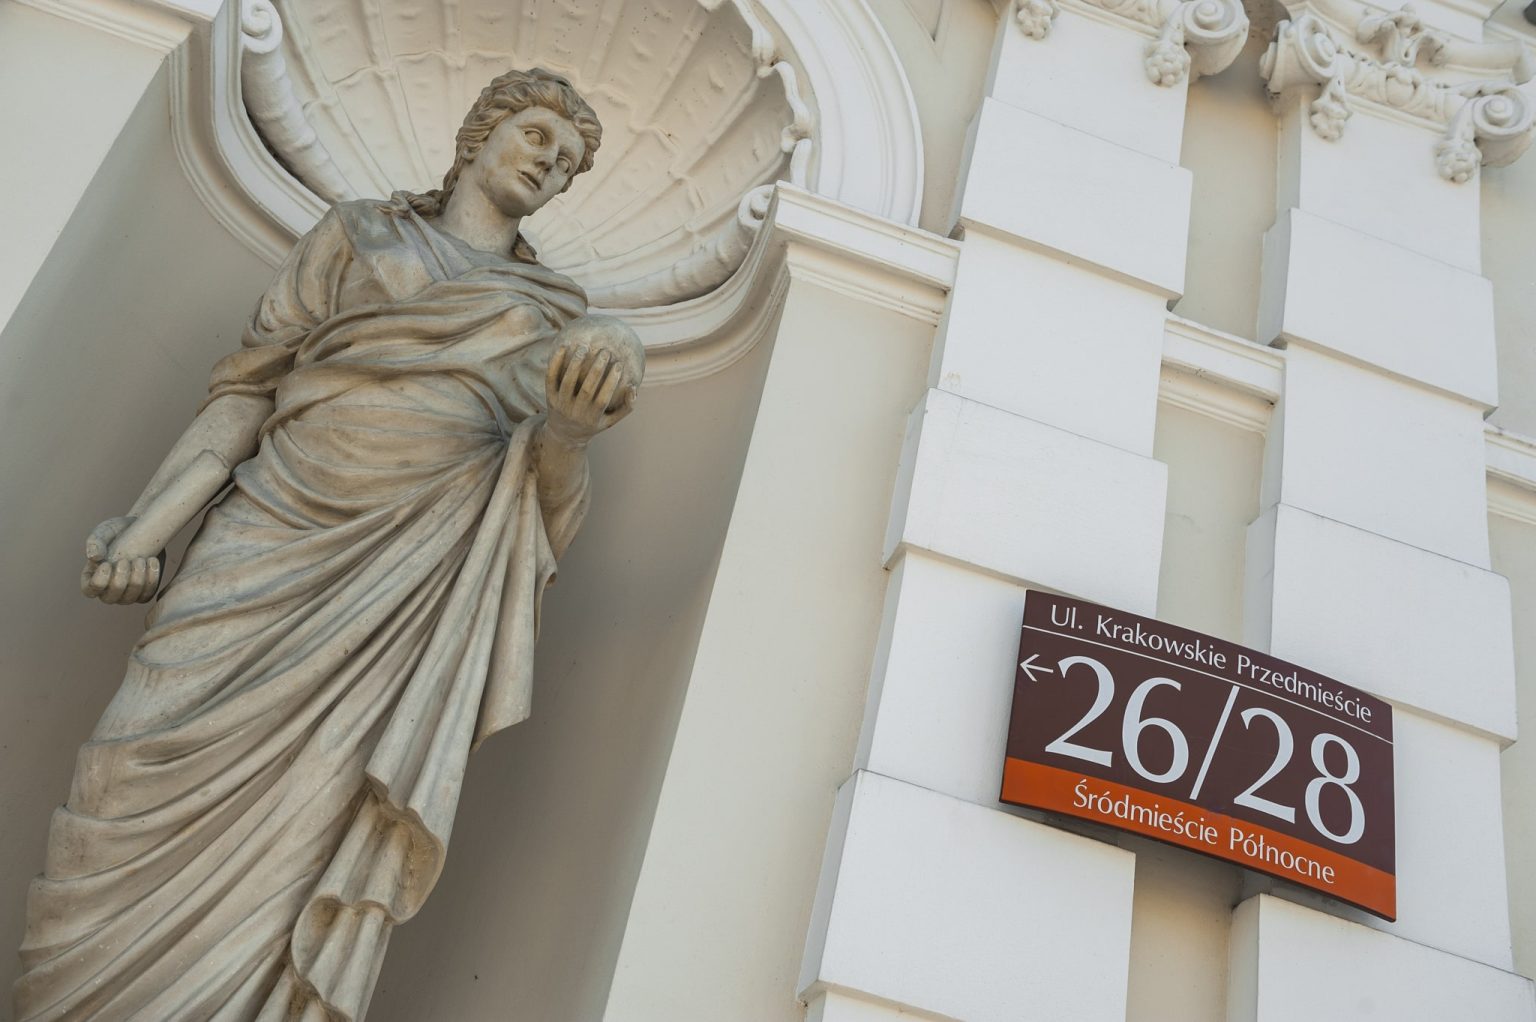 Ul. Krakowskie Przedmieście
←26/28
Śródmieście Północne